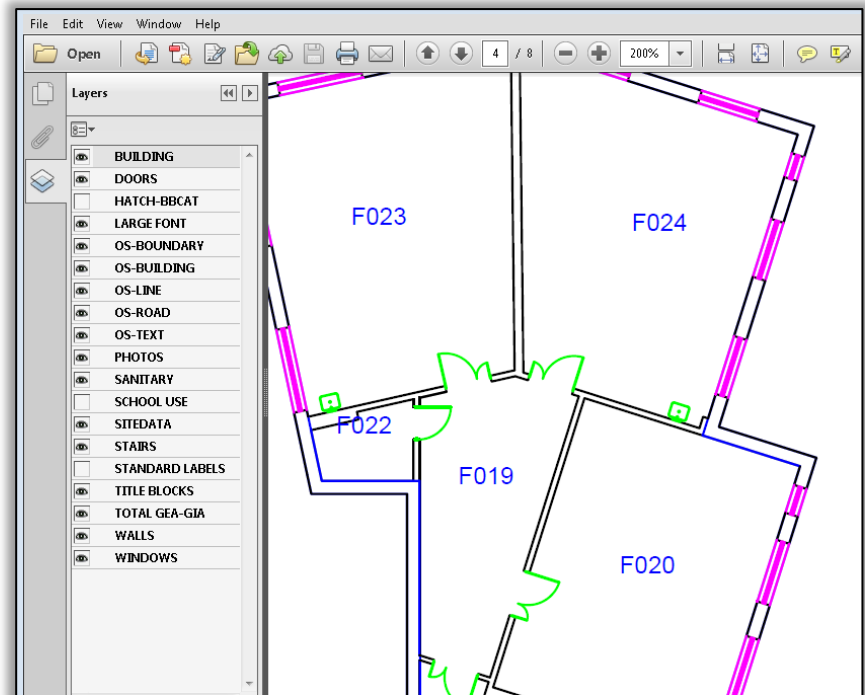 File Edit View Window Help
Open 4 / 8 200%
Layers
BUILDING
DOORS
HATCH-BBCAT
LARGE FONT
OS-BOUNDARY
OS-BUILDING
OS-LINE
OS-ROAD
OS-TEXT
PHOTOS
SANITARY
SCHOOL USE
SITEDATA
STAIRS
STANDARD LABELS
TITLE BLOCKS
TOTAL GEA-GIA
WALLS
WINDOWS
F023
F024
F022
F019
F020